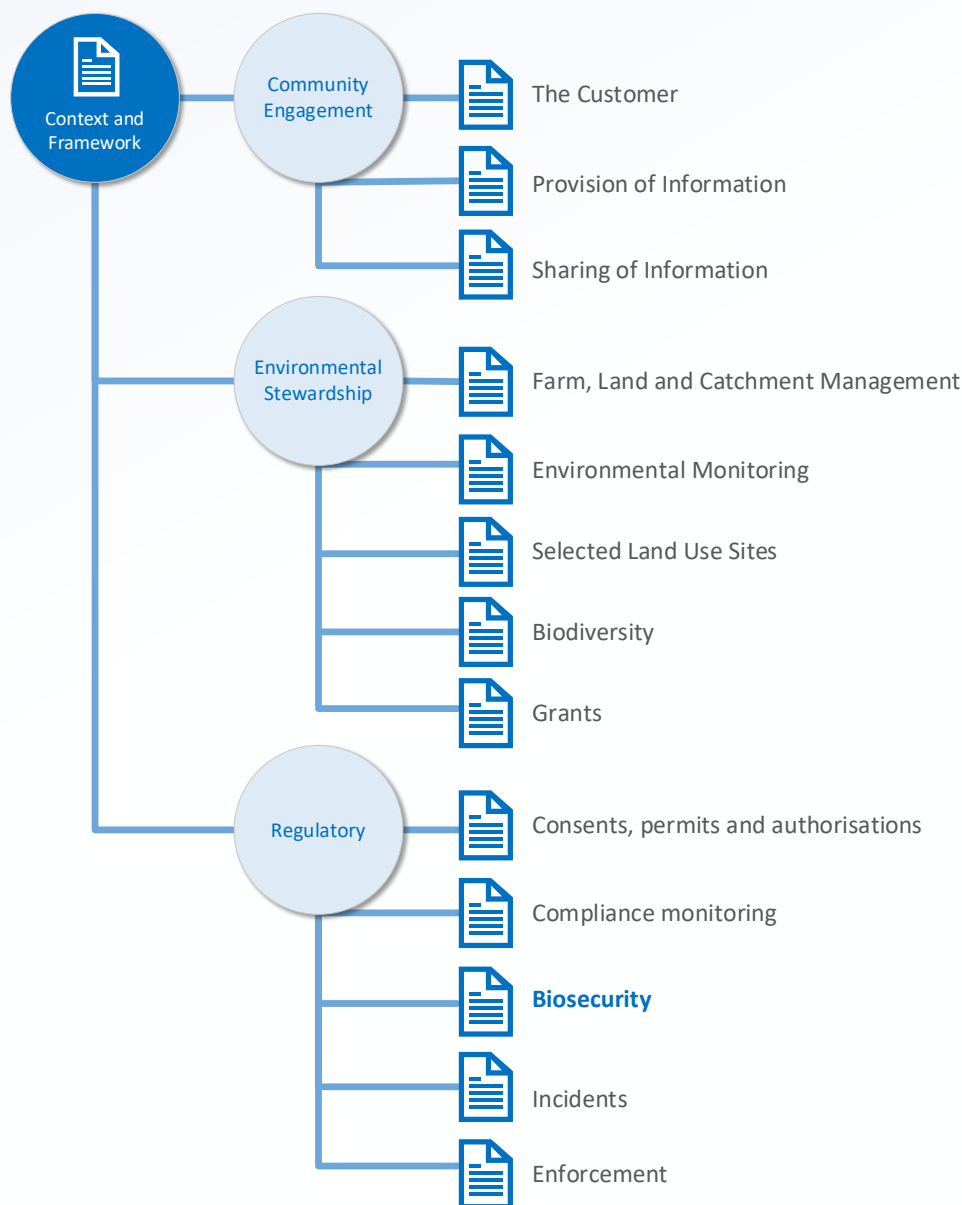 Context and
Framework
Community
Engagement
The Customer
Provision of Information
Sharing of Information
Environmental
Stewardship
Farm, Land and Catchment Management
Environmental Monitoring
Selected Land Use Sites
Biodiversity
Grants
Regulatory
Consents, permits and authorisations
Compliance monitoring
Biosecurity
Incidents
Enforcement